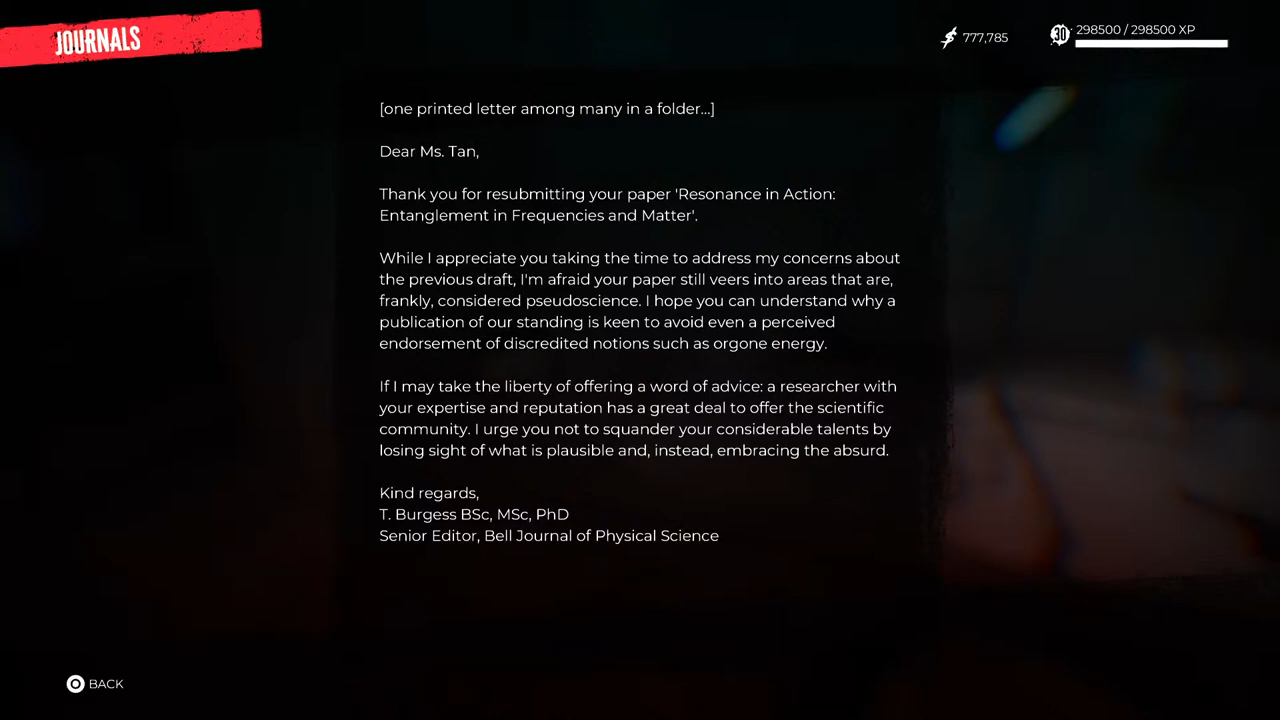 JOURNALS
777,785
30
298500 / 298500 XP
[one printed letter among many in a folder...]
Dear Ms. Tan,
Thank you for resubmitting your paper 'Resonance in Action:
Entanglement in Frequencies and Matter'.
While I appreciate you taking the time to address my concerns about
the previous draft, I'm afraid your paper still veers into areas that are,
frankly, considered pseudoscience. I hope you can understand why a
publication of our standing is keen to avoid even a perceived
endorsement of discredited notions such as orgone energy.
If I may take the liberty of offering a word of advice: a researcher with
your expertise and reputation has a great deal to offer the scientific
community. I urge you not to squander your considerable talents by
losing sight of what is plausible and, instead, embracing the absurd.
Kind regards,
T. Burgess BSc, MSc, PhD
Senior Editor, Bell Journal of Physical Science
BACK